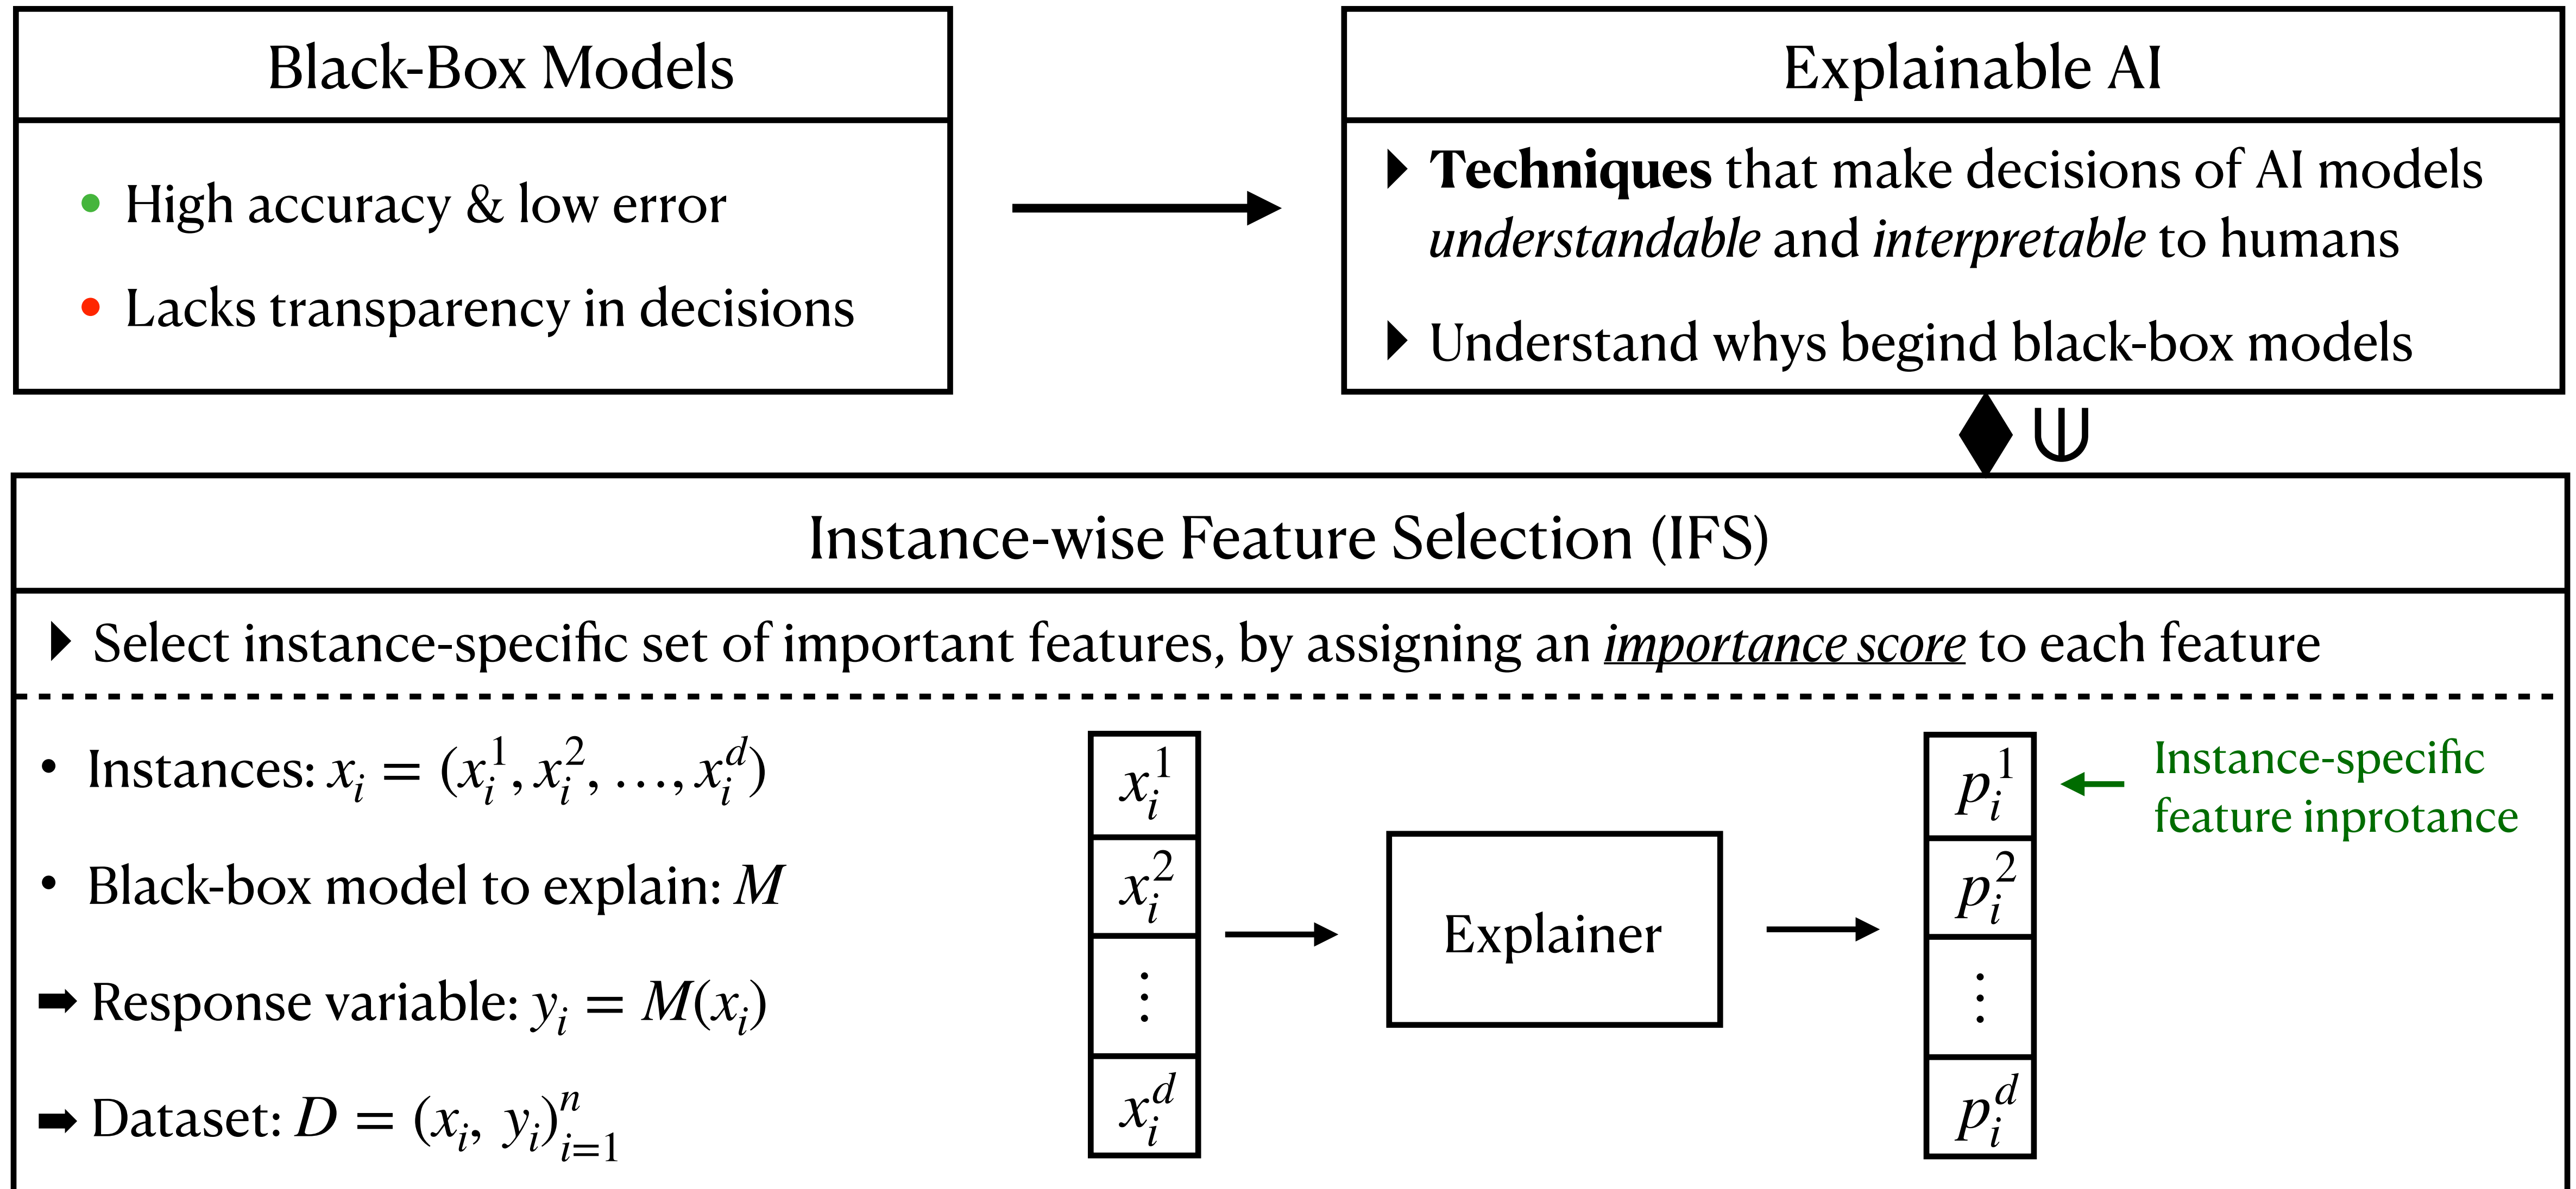 Black-Box Models
• High accuracy & low error
• Lacks transparency in decisions
Explainable AI
▶ Techniques that make decisions of AI models
understandable and interpretable to humans
▶ Understand whys begind black-box models
⋓
Instance-wise Feature Selection (IFS)
▶ Select instance-specific set of important features, by assigning an importance score to each feature
• Instances: $x_i = (x_i^1, x_i^2, \ldots, x_i^d)$
• Black-box model to explain: $M$
➡ Response variable: $y_i = M(x_i)$
➡ Dataset: $D = (x_i, y_i)_{i=1}^n$
$x_i^1$
$x_i^2$
⋮
$x_i^d$
Explainer
$p_i^1$
$p_i^2$
⋮
$p_i^d$
Instance-specific
feature inprotance